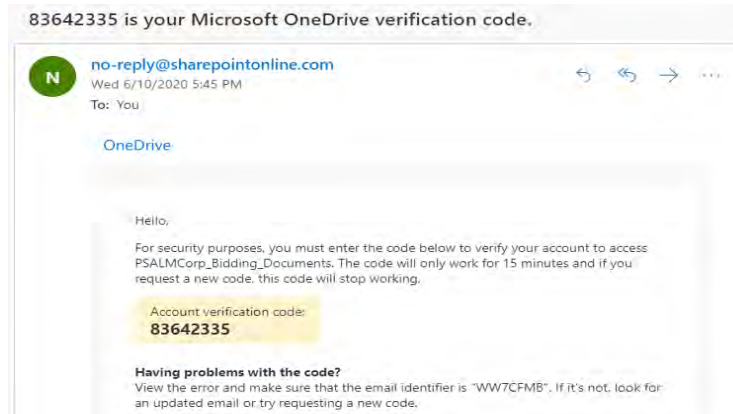 83642335 is your Microsoft OneDrive verification code.
N
no-reply@sharepointonline.com
Wed 6/10/2020 5:45 PM
To: You
OneDrive
Hello,
For security purposes, you must enter the code below to verify your account to access
PSALMCorp_Bidding_Documents. The code will only work for 15 minutes and if you
request a new code, this code will stop working.
Account verification code:
83642335
Having problems with the code?
View the error and make sure that the email identifier is "WW7CFMB". If it's not, look for
an updated email or try requesting a new code.